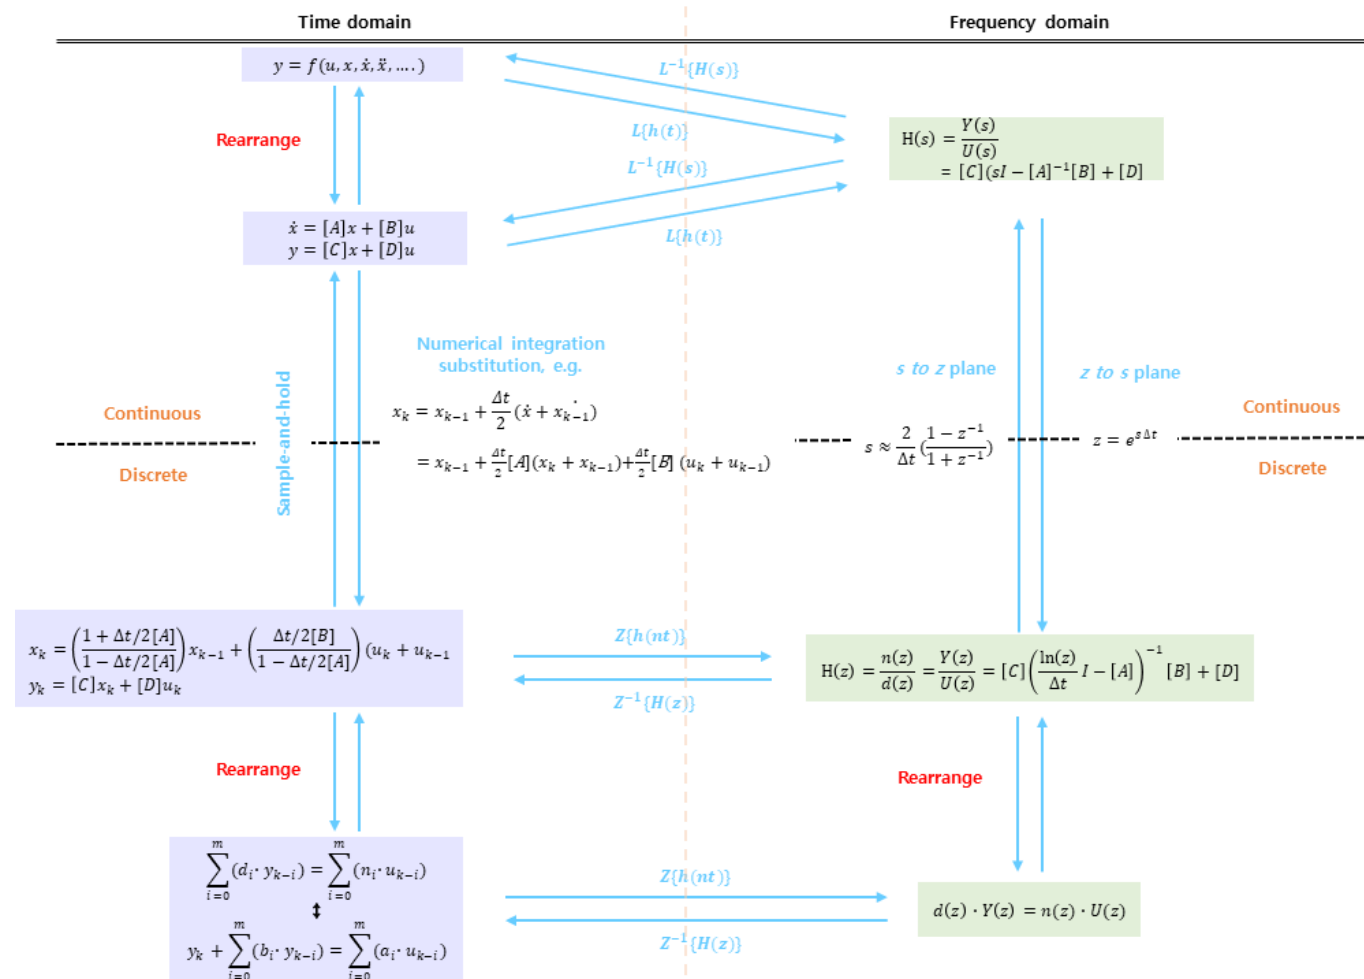 Time domain
Frequency domain
y = f(u, x, ẋ, ẍ, .... )
L⁻¹{H(s)}
Rearrange
L{h(t)}
H(s) = Y(s)/U(s)
= [C](sI − [A]⁻¹[B] + [D]
L⁻¹{H(s)}
ẋ = [A]x + [B]u
y = [C]x + [D]u
L{h(t)}
Numerical integration
substitution, e.g.
s to z plane
z to s plane
Sample-and-hold
Continuous
Discrete
x_k = x_{k−1} + Δt/2 (ẋ + ẋ_{k−1})
= x_{k−1} + Δt/2 [A](x_k + x_{k−1})+Δt/2 [B] (u_k + u_{k−1})
s ≈ 2/Δt ((1 − z⁻¹)/(1 + z⁻¹))
z = e^{sΔt}
Continuous
Discrete
x_k = ((1 + Δt/2[A])/(1 − Δt/2[A])) x_{k−1} + ((Δt/2[B])/(1 − Δt/2[A])) (u_k + u_{k−1}
y_k = [C]x_k + [D]u_k
Z{h(nt)}
Z⁻¹{H(z)}
H(z) = n(z)/d(z) = Y(z)/U(z) = [C] (ln(z)/Δt I − [A])⁻¹ [B] + [D]
Rearrange
Rearrange
∑_{i=0}^{m} (d_i · y_{k−i}) = ∑_{i=0}^{m} (n_i · u_{k−i})
↕
y_k + ∑_{i=0}^{m} (b_i · y_{k−i}) = ∑_{i=0}^{m} (a_i · u_{k−i})
Z{h(nt)}
Z⁻¹{H(z)}
d(z) · Y(z) = n(z) · U(z)